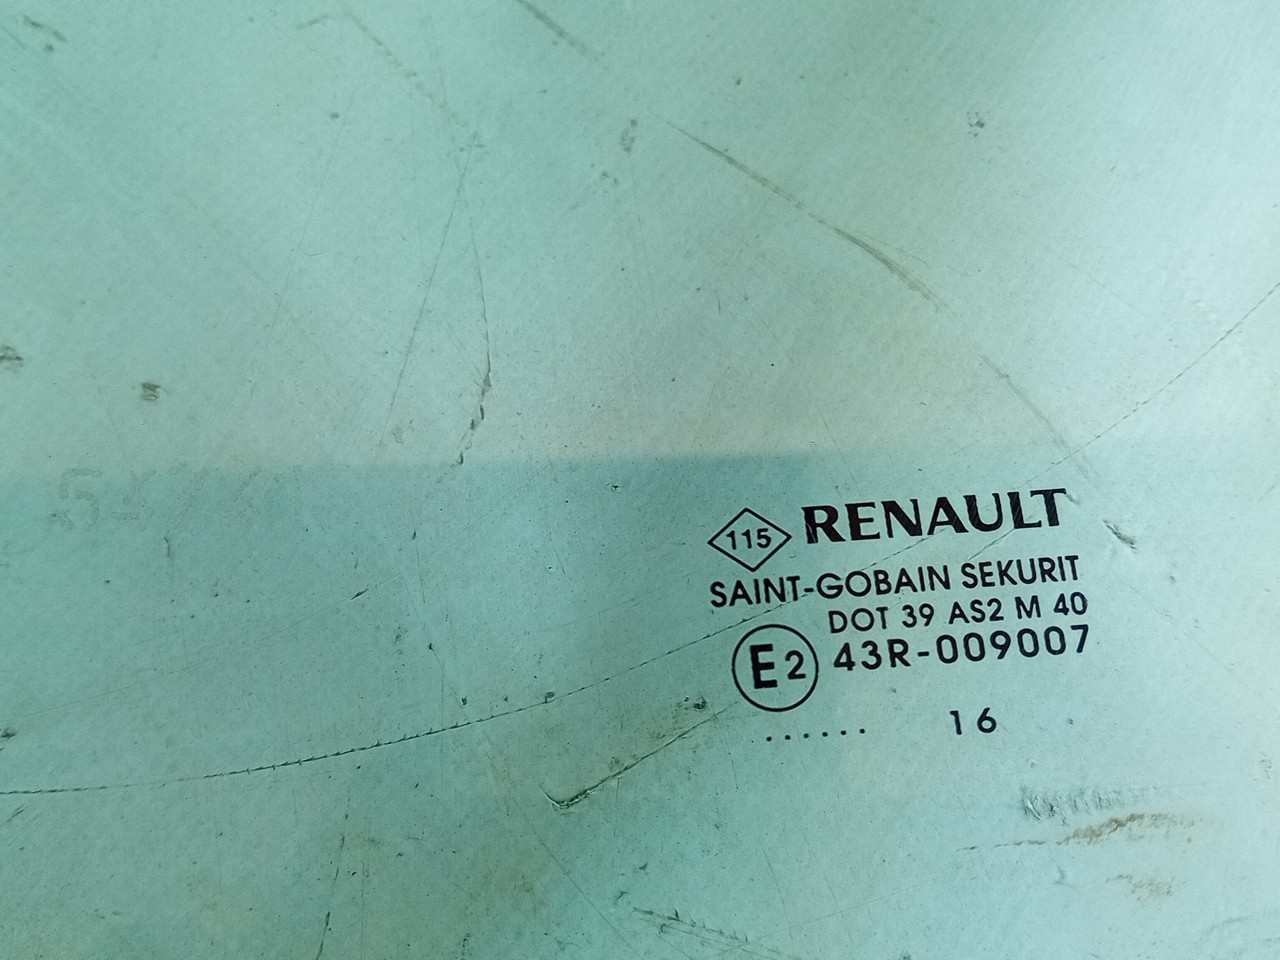 115 RENAULT
SAINT-GOBAIN SEKURIT
DOT 39 AS2 M 40
E2 43R-009007
...... 16